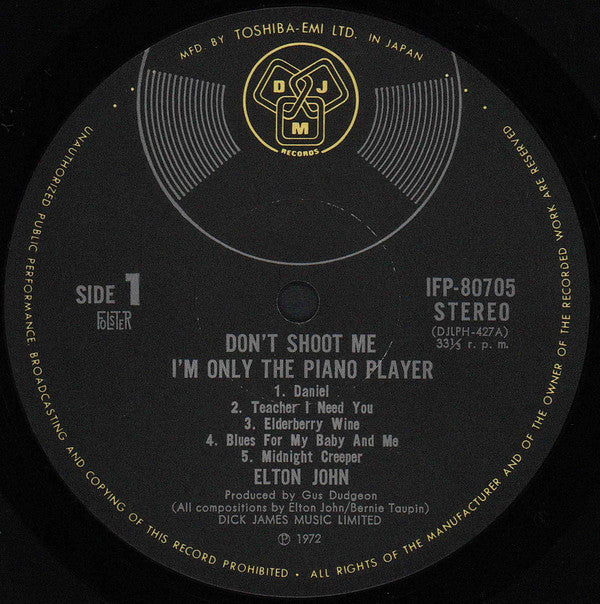 MFD. BY TOSHIBA-EMI LTD. IN JAPAN
D J M
RECORDS
SIDE 1
FOLSTER
IFP-80705
STEREO
(DJLPH-427A)
33⅓ r. p. m.
DON'T SHOOT ME
I'M ONLY THE PIANO PLAYER
1. Daniel
2. Teacher I Need You
3. Elderberry Wine
4. Blues For My Baby And Me
5. Midnight Creeper
ELTON JOHN
Produced by Gus Dudgeon
(All compositions by Elton John/Bernie Taupin)
DICK JAMES MUSIC LIMITED
℗ 1972
UNAUTHORIZED PUBLIC PERFORMANCE, BROADCASTING AND COPYING OF THIS RECORD PROHIBITED • ALL RIGHTS OF THE MANUFACTURER AND OF THE OWNER OF THE RECORDED WORK ARE RESERVED